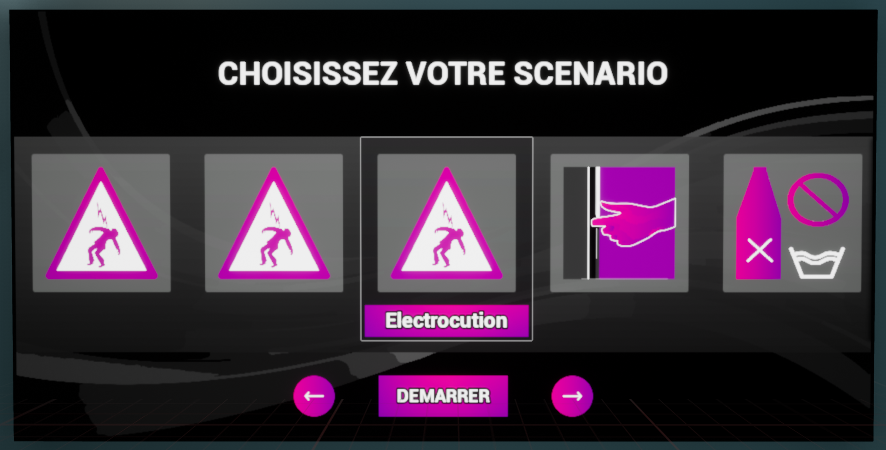 CHOISISSEZ VOTRE SCENARIO
Electrocution
← DEMARRER →